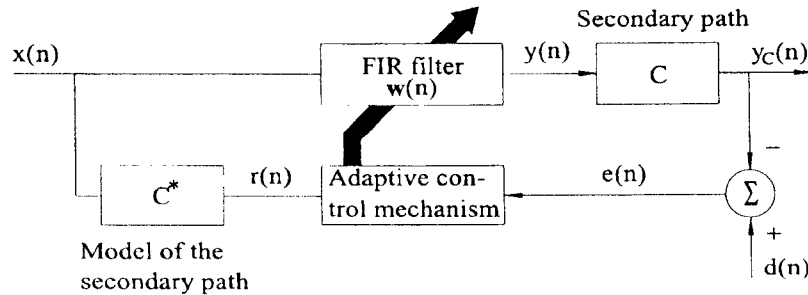 Secondary path
x(n)
FIR filter
w(n)
y(n)
C
y_C(n)
C*
r(n)
Adaptive con-
trol mechanism
e(n)
−
Σ
+
d(n)
Model of the
secondary path